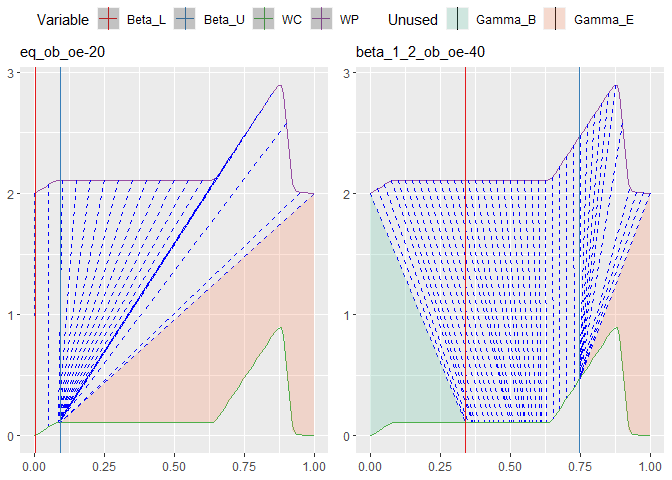 Variable Beta_L Beta_U WC WP Unused Gamma_B Gamma_E
eq_ob_oe-20 beta_1_2_ob_oe-40
3 3
2 2
1 1
0 0
0.00 0.25 0.50 0.75 1.00 0.00 0.25 0.50 0.75 1.00